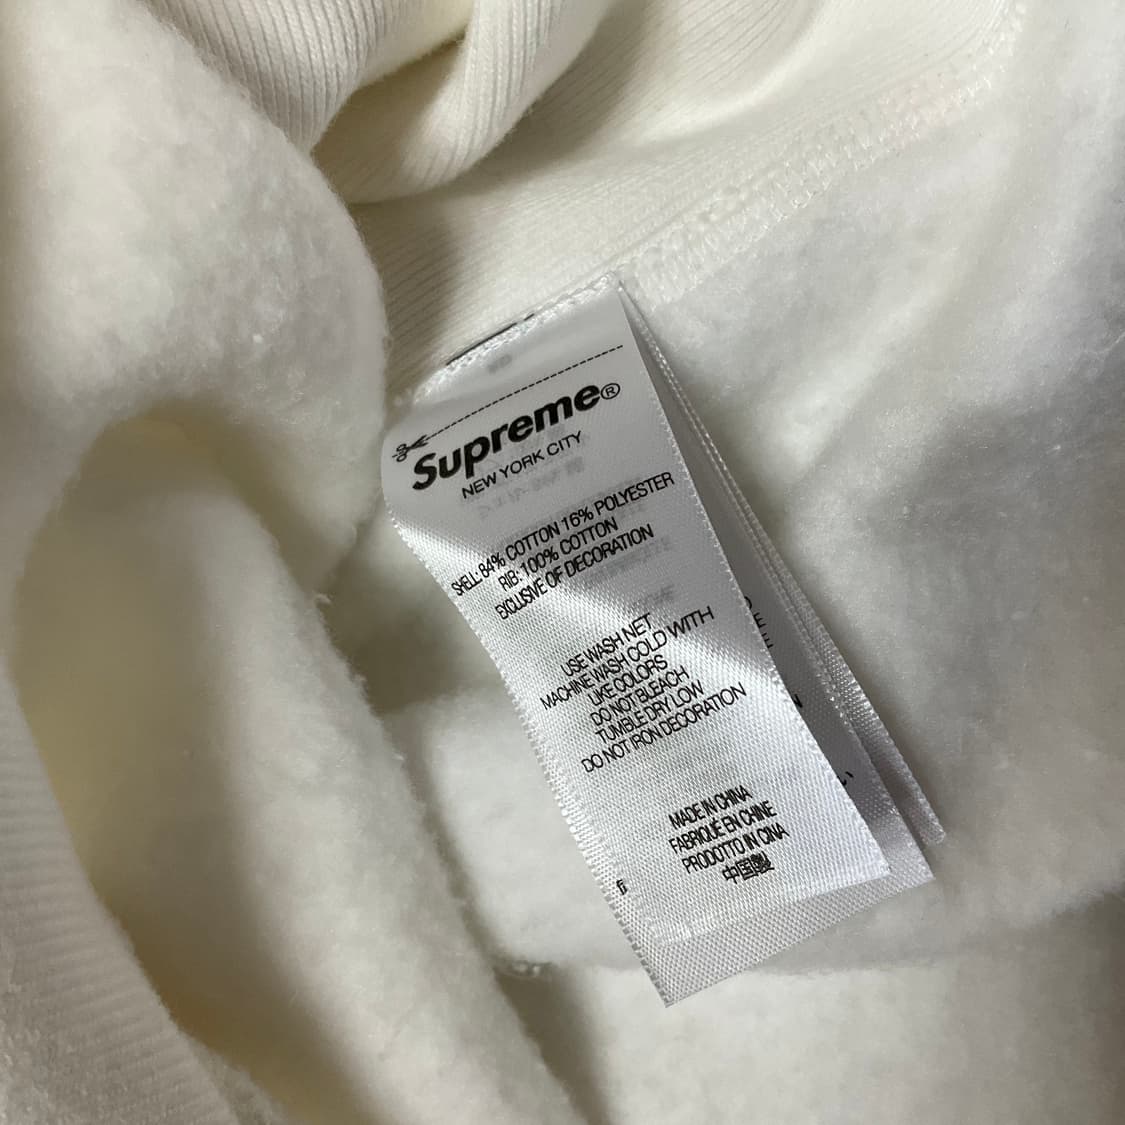 Supreme®
NEW YORK CITY
SHELL: 84% COTTON 16% POLYESTER
RIB: 100% COTTON
EXCLUSIVE OF DECORATION
USE WASH NET
MACHINE WASH COLD WITH
LIKE COLORS
DO NOT BLEACH
TUMBLE DRY LOW
DO NOT IRON DECORATION
MADE IN CHINA
FABRIQUÉ EN CHINE
PRODOTTO IN CINA
中国製